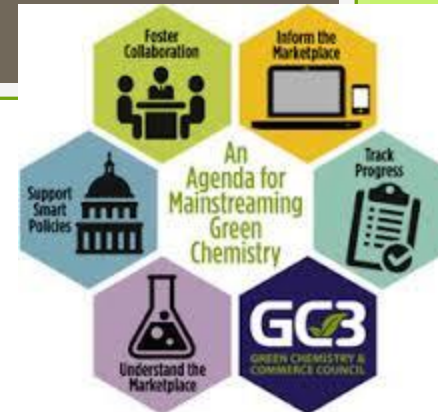 Foster
Collaboration
Inform the
Marketplace
Support
Smart
Policies
An
Agenda for
Mainstreaming
Green
Chemistry
Track
Progress
Understand the
Marketplace
GC3
GREEN CHEMISTRY &
COMMERCE COUNCIL